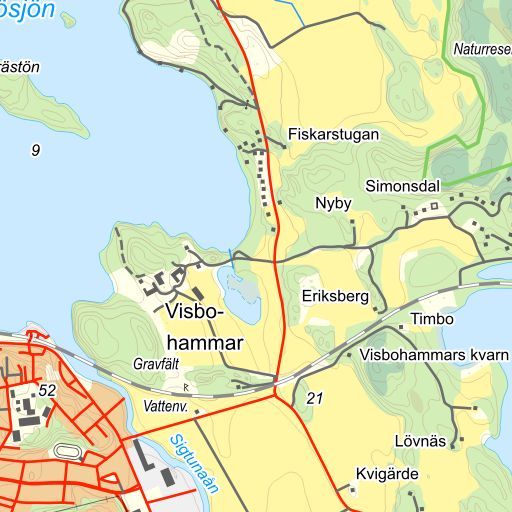 ösjön
rästön
Naturrese
9
Fiskarstugan
Simonsdal
Nyby
Eriksberg
Visbo-
hammar
Timbo
Gravfält
Visbohammars kvarn
52
R
Vattenv.
21
Sigtunaån
Lövnäs
Kvigärde